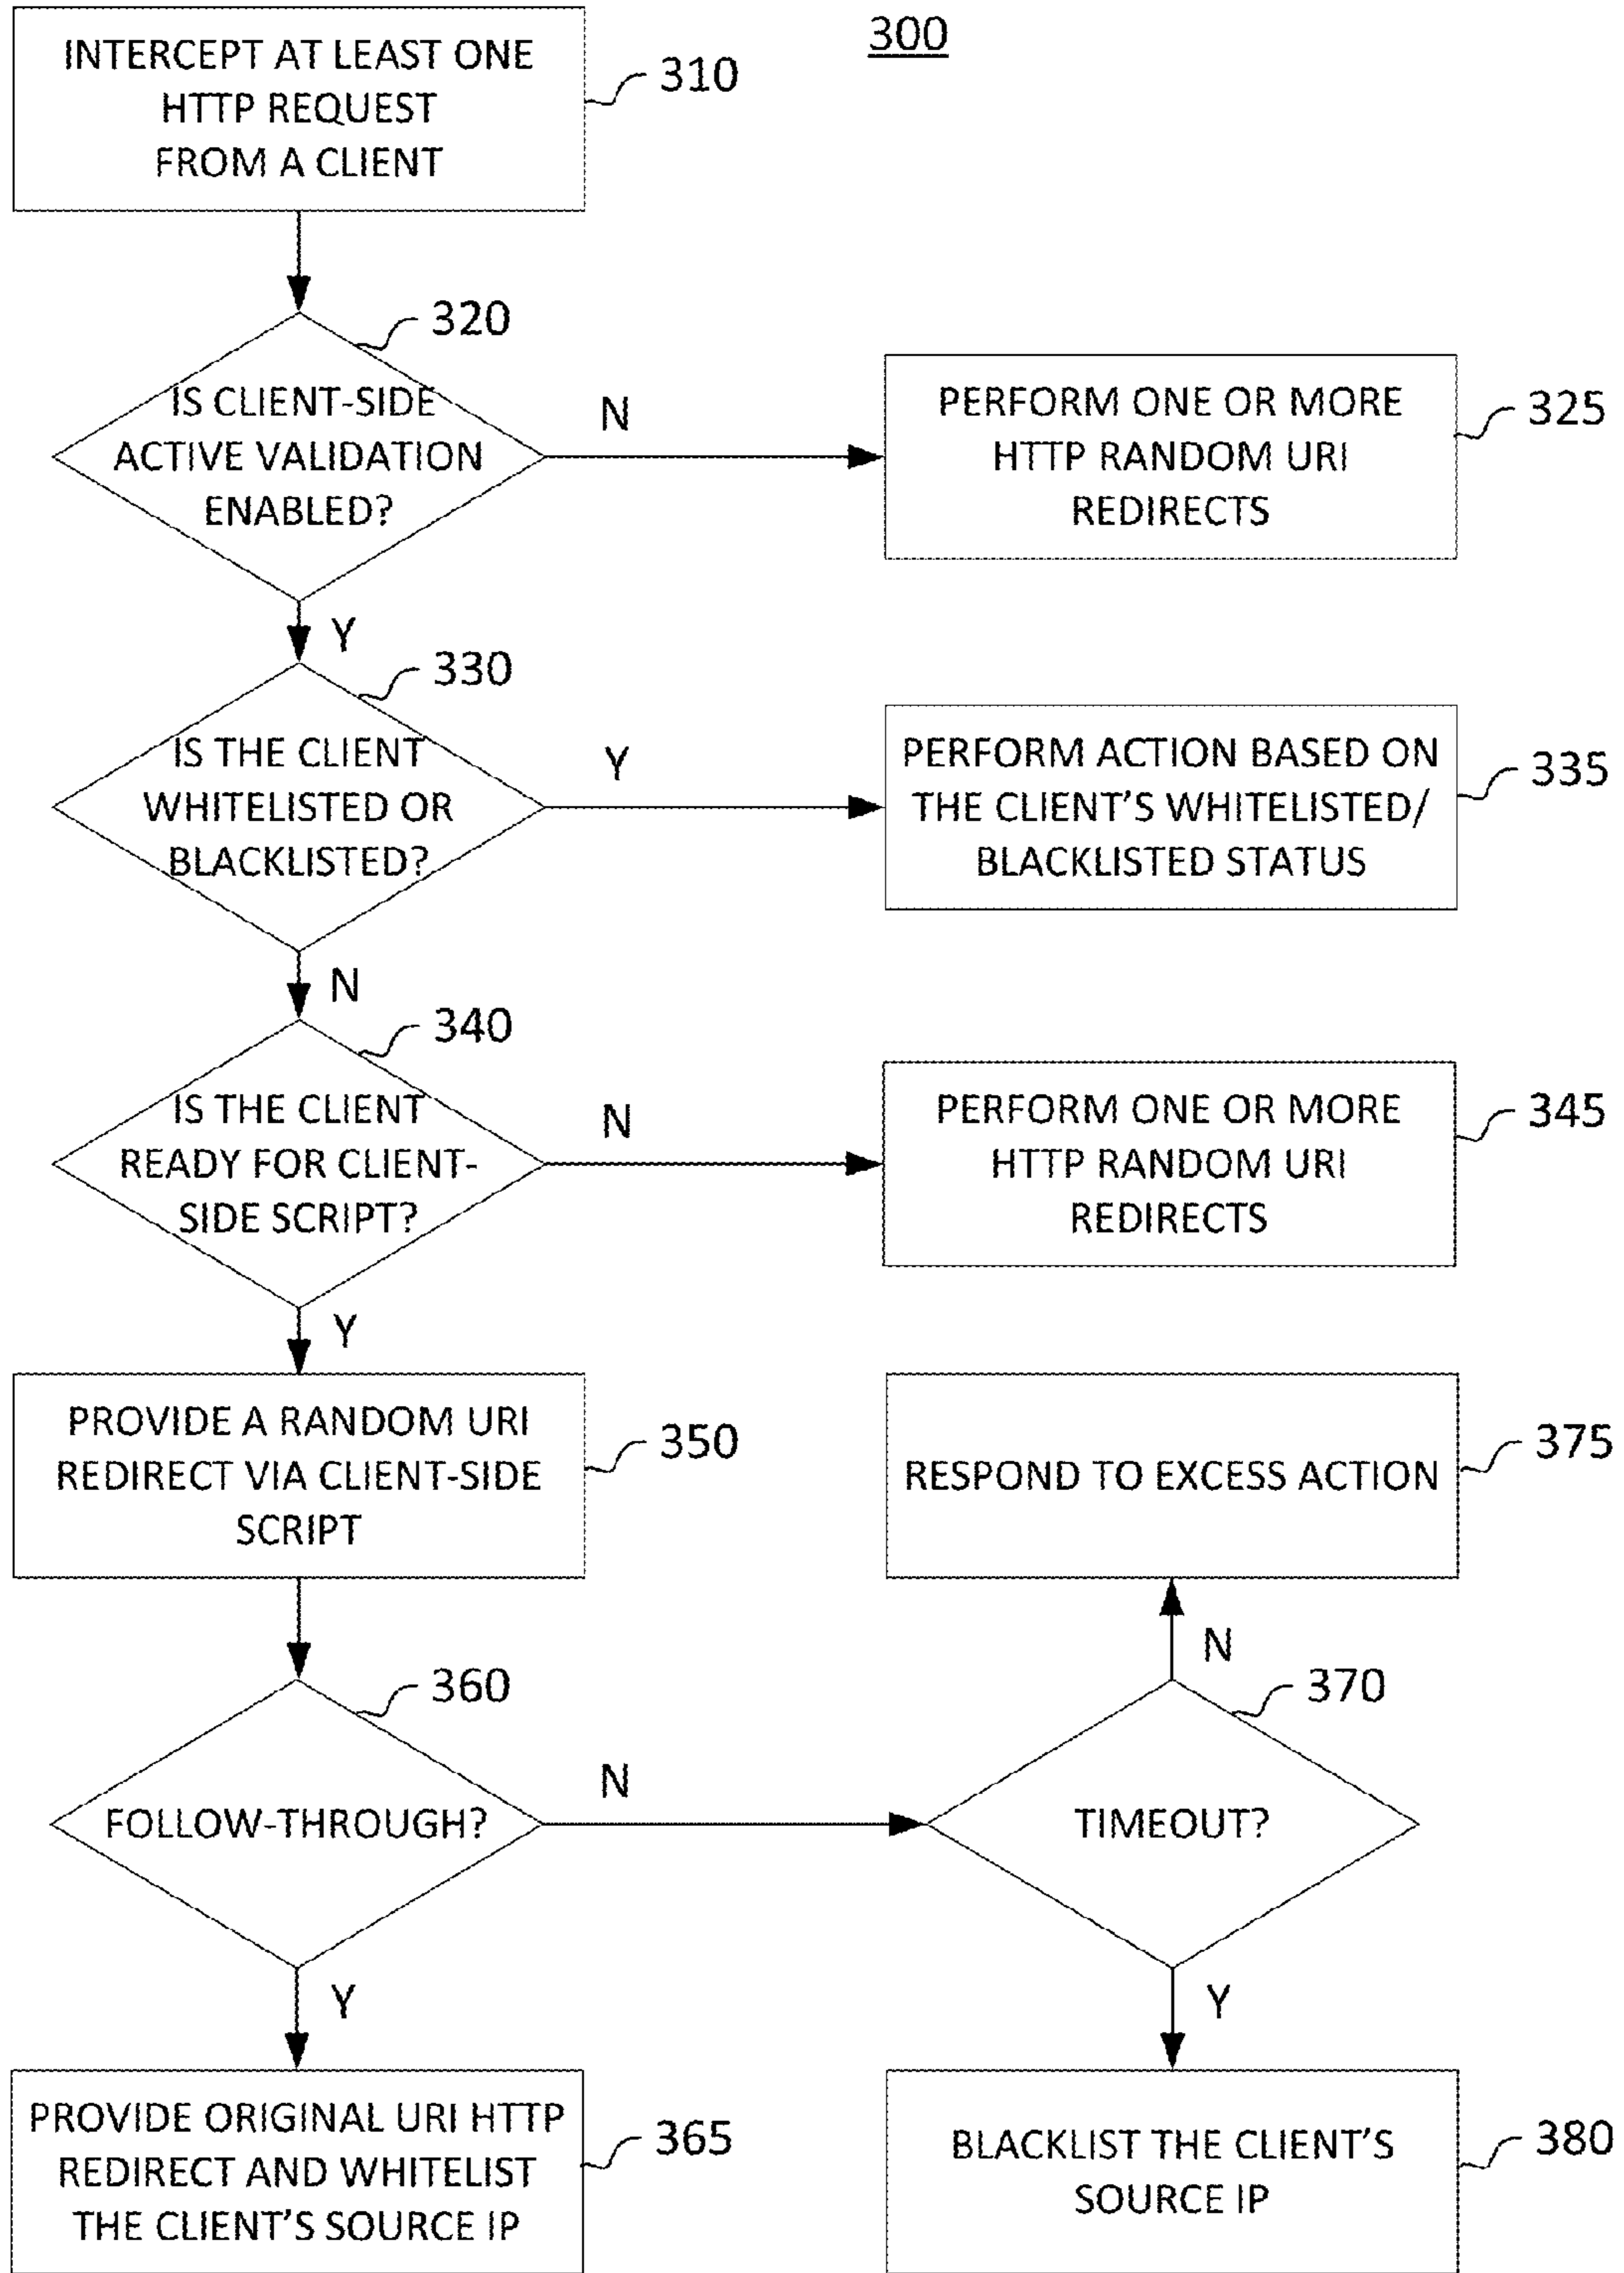 300
INTERCEPT AT LEAST ONE
HTTP REQUEST
FROM A CLIENT
310
320
IS CLIENT-SIDE
ACTIVE VALIDATION
ENABLED?
N
PERFORM ONE OR MORE
HTTP RANDOM URI
REDIRECTS
325
Y
330
IS THE CLIENT
WHITELISTED OR
BLACKLISTED?
Y
PERFORM ACTION BASED ON
THE CLIENT'S WHITELISTED/
BLACKLISTED STATUS
335
N
340
IS THE CLIENT
READY FOR CLIENT-
SIDE SCRIPT?
N
PERFORM ONE OR MORE
HTTP RANDOM URI
REDIRECTS
345
Y
PROVIDE A RANDOM URI
REDIRECT VIA CLIENT-SIDE
SCRIPT
350
RESPOND TO EXCESS ACTION
375
N
360
FOLLOW-THROUGH?
N
370
TIMEOUT?
Y
Y
PROVIDE ORIGINAL URI HTTP
REDIRECT AND WHITELIST
THE CLIENT'S SOURCE IP
365
BLACKLIST THE CLIENT'S
SOURCE IP
380